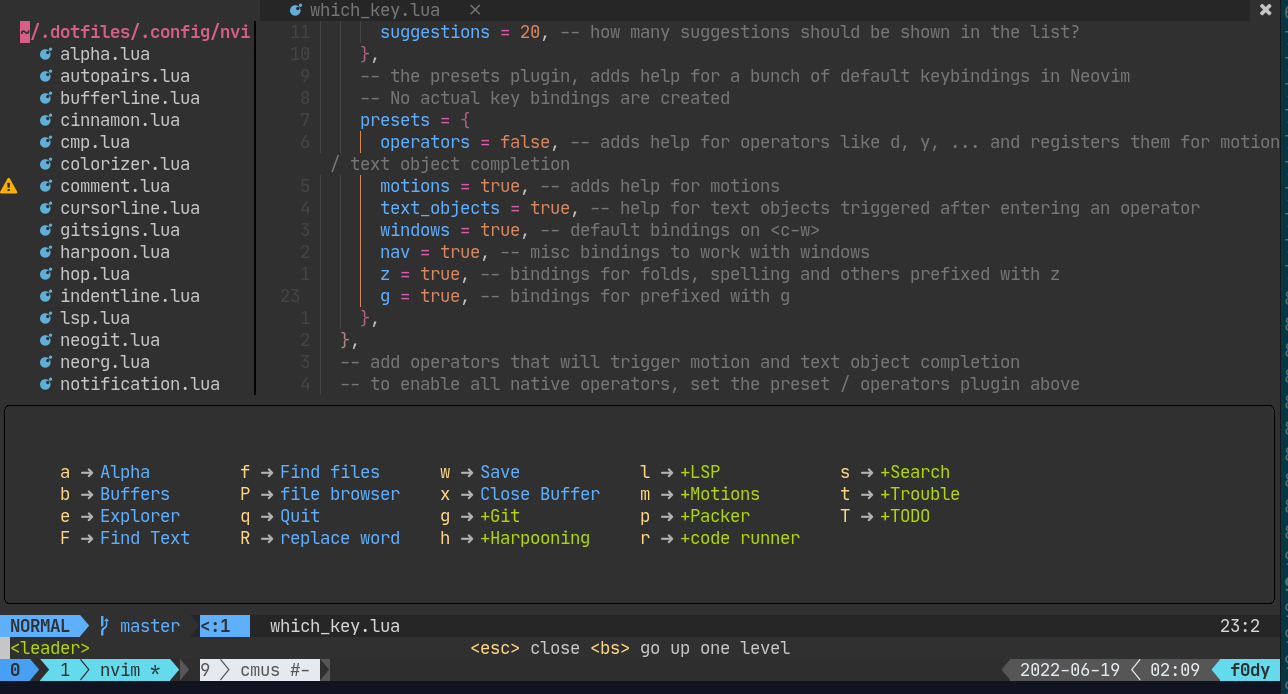 which_key.lua
~/.dotfiles/.config/nvi
11 suggestions = 20, -- how many suggestions should be shown in the list?
alpha.lua
10 },
autopairs.lua
9 -- the presets plugin, adds help for a bunch of default keybindings in Neovim
bufferline.lua
8 -- No actual key bindings are created
cinnamon.lua
7 presets = {
cmp.lua
6 operators = false, -- adds help for operators like d, y, ... and registers them for motion
colorizer.lua
/ text object completion
comment.lua
5 motions = true, -- adds help for motions
cursorline.lua
4 text_objects = true, -- help for text objects triggered after entering an operator
gitsigns.lua
3 windows = true, -- default bindings on <c-w>
harpoon.lua
2 nav = true, -- misc bindings to work with windows
hop.lua
1 z = true, -- bindings for folds, spelling and others prefixed with z
indentline.lua
23 g = true, -- bindings for prefixed with g
lsp.lua
1 },
neogit.lua
2 },
neorg.lua
3 -- add operators that will trigger motion and text object completion
notification.lua
4 -- to enable all native operators, set the preset / operators plugin above
a → Alpha f → Find files w → Save l → +LSP s → +Search
b → Buffers P → file browser x → Close Buffer m → +Motions t → +Trouble
e → Explorer q → Quit g → +Git p → +Packer T → +TODO
F → Find Text R → replace word h → +Harpooning r → +code runner
NORMAL master <:1 which_key.lua 23:2
<leader> <esc> close <bs> go up one level
0 1 nvim * 9 cmus #- 2022-06-19 02:09 f0dy